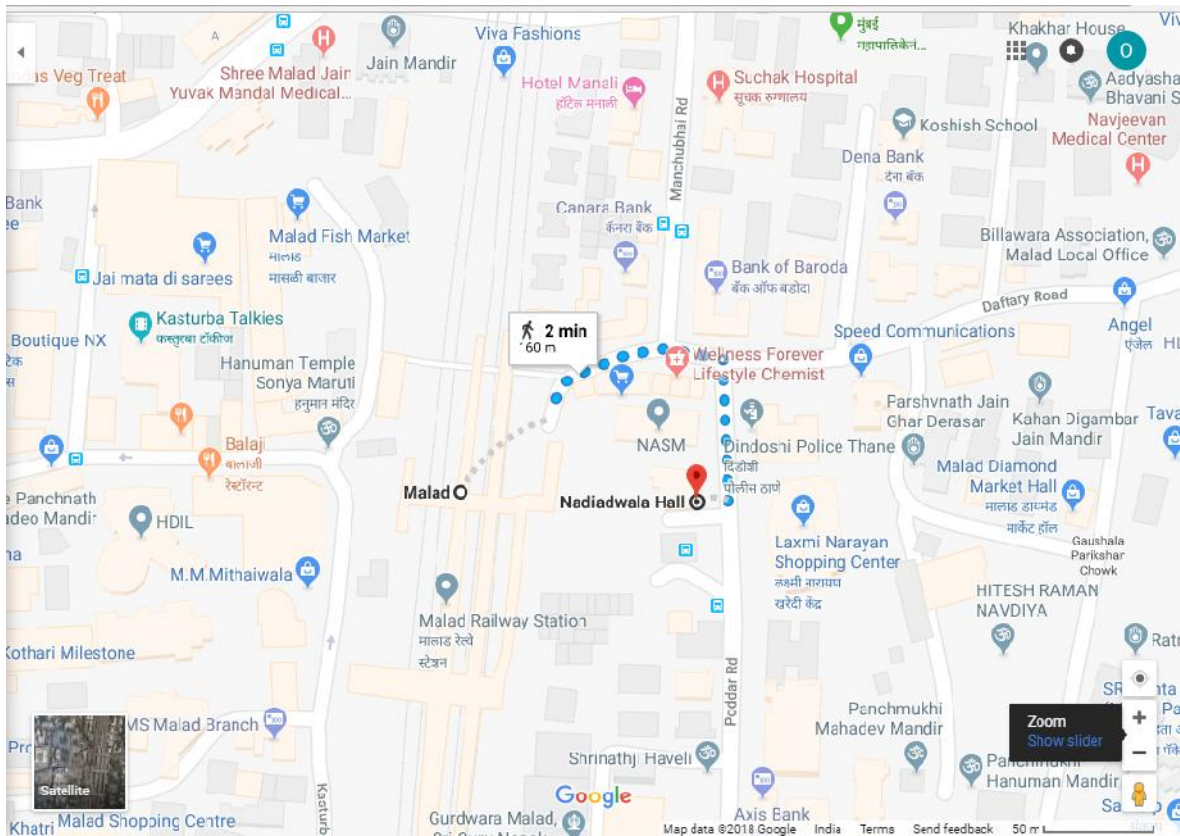 Viva Fashions
Jain Mandir
Shree Malad Jain
Yuvak Mandal Medical...
Veg Treat
A
Hotel Manali
हॉटेल मनाली
Suchak Hospital
सूचक रुग्णालय
मुंबई
Khakhar House
O
Aadyasha
Bhavani S
Navjeevan
Medical Center
Koshish School
Dena Bank
देना बँक
Manchubhai Rd
Canara Bank
कॅनरा बँक
Bank of Baroda
बँक ऑफ बडोदा
Billawara Association,
Malad Local Office
Daftary Road
Angel
एंजेल
Speed Communications
Bank
Malad Fish Market
मालाड
मासळी बाजार
Jai mata di sarees
Kasturba Talkies
कस्तुरबा टॉकीज
Boutique NX
Hanuman Temple
Sonya Maruti
हनुमान मंदिर
2 min
160 m
Wellness Forever
Lifestyle Chemist
NASM
Dindoshi Police Thane
दिंडोशी
पोलीस ठाणे
Parshvnath Jain
Ghar Derasar
Kahan Digambar
Jain Mandir
Malad Diamond
Market Hall
मालाड डायमंड
मार्केट हॉल
Gaushala
Parikshar
Chowk
Balaji
बालाजी
रेस्टॉरंट
Malad
Nadiadwala Hall
Panchnath
Mandir
HDIL
M.M.Mithaiwala
Laxmi Narayan
Shopping Center
लक्ष्मी नारायण
खरेदी केंद्र
HITESH RAMAN
NAVDIYA
Malad Railway Station
मालाड रेल्वे
स्टेशन
Kothari Milestone
MS Malad Branch
Poddar Rd
Panchmukhi
Mahadev Mandir
Zoom
Show slider
Hanuman Mandir,
Shrinathji Haveli
Axis Bank
Satellite
Google
Khatri
Malad Shopping Centre
Kasturb
Gurdwara Malad,
Map data ©2018 Google India Terms Send feedback 50 m